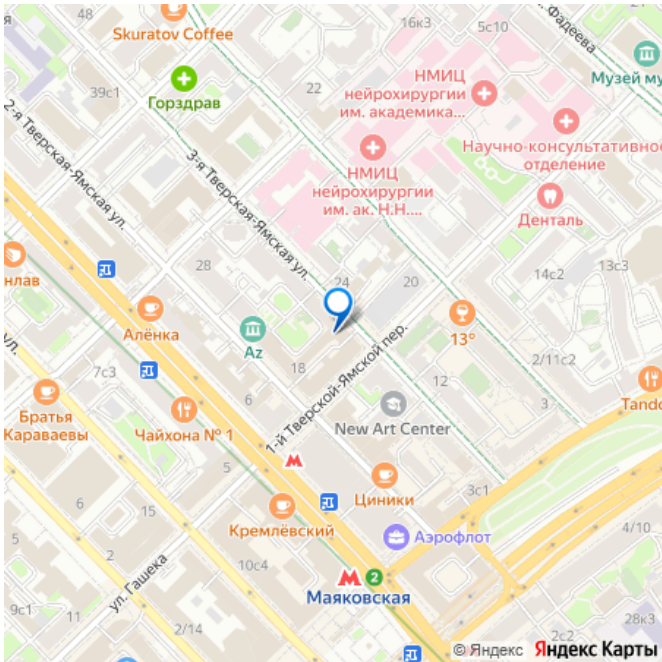 16к3
5с10
Фадеева
Skuratov Coffee
НМИЦ
нейрохирургии
им. академика...
Музей му
39с1
Горздрав
22
2-я Тверская-Ямская ул.
Научно-консультативное
отделение
НМИЦ
нейрохирургии
им. ак. Н.Н....
3-я Тверская-Ямская ул.
Денталь
нлав
28
24
20
14с2
13с3
Алёнка
Az
13°
ул.
7с3
18
1-й Тверской-Ямской пер.
2/11с2
12
6
3
Братья
Караваевы
Чайхона № 1
New Art Center
Tando
5
Циники
3с1
6
15
Кремлёвский
Аэрофлот
4/10
2
ул. Гашека
10с4
2
Маяковская
9с1
11
2/14
28к3
2с2
© Яндекс Яндекс Карты